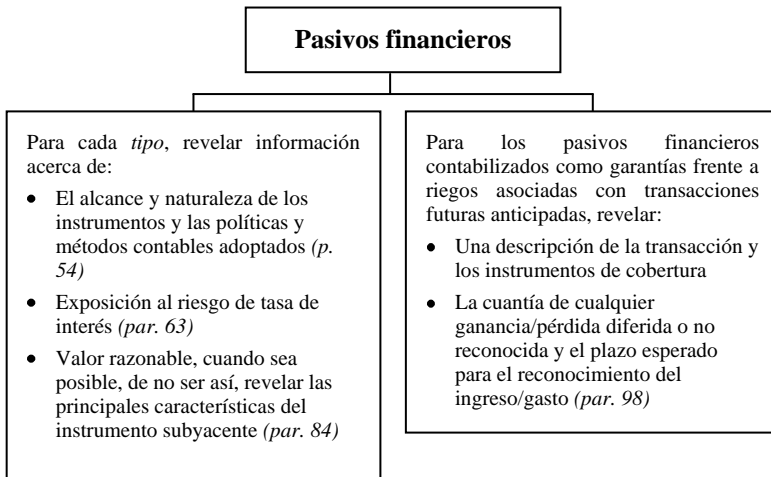 Pasivos financieros
Para cada tipo, revelar información
acerca de:
● El alcance y naturaleza de los
instrumentos y las políticas y
métodos contables adoptados (p.
54)
● Exposición al riesgo de tasa de
interés (par. 63)
● Valor razonable, cuando sea
posible, de no ser así, revelar las
principales características del
instrumento subyacente (par. 84)
Para los pasivos financieros
contabilizados como garantías frente a
riegos asociadas con transacciones
futuras anticipadas, revelar:
● Una descripción de la transacción y
los instrumentos de cobertura
● La cuantía de cualquier
ganancia/pérdida diferida o no
reconocida y el plazo esperado
para el reconocimiento del
ingreso/gasto (par. 98)